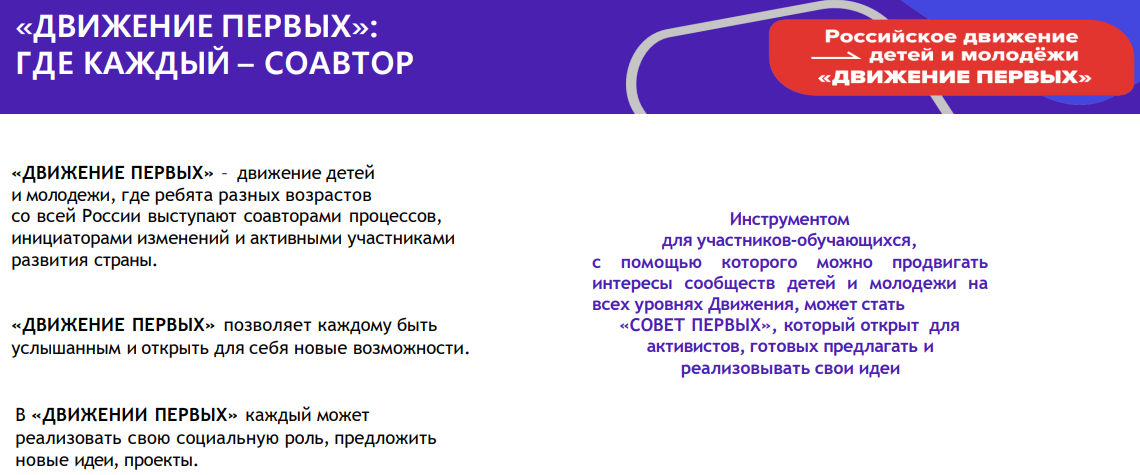 «ДВИЖЕНИЕ ПЕРВЫХ»:
ГДЕ КАЖДЫЙ – СОАВТОР
Российское движение
детей и молодёжи
«ДВИЖЕНИЕ ПЕРВЫХ»
«ДВИЖЕНИЕ ПЕРВЫХ» - движение детей
и молодежи, где ребята разных возрастов
со всей России выступают соавторами процессов,
инициаторами изменений и активными участниками
развития страны.
«ДВИЖЕНИЕ ПЕРВЫХ» позволяет каждому быть
услышанным и открыть для себя новые возможности.
В «ДВИЖЕНИИ ПЕРВЫХ» каждый может
реализовать свою социальную роль, предложить
новые идеи, проекты.
Инструментом
для участников-обучающихся,
с помощью которого можно продвигать
интересы сообществ детей и молодежи на
всех уровнях Движения, может стать
«СОВЕТ ПЕРВЫХ», который открыт для
активистов, готовых предлагать и
реализовывать свои идеи